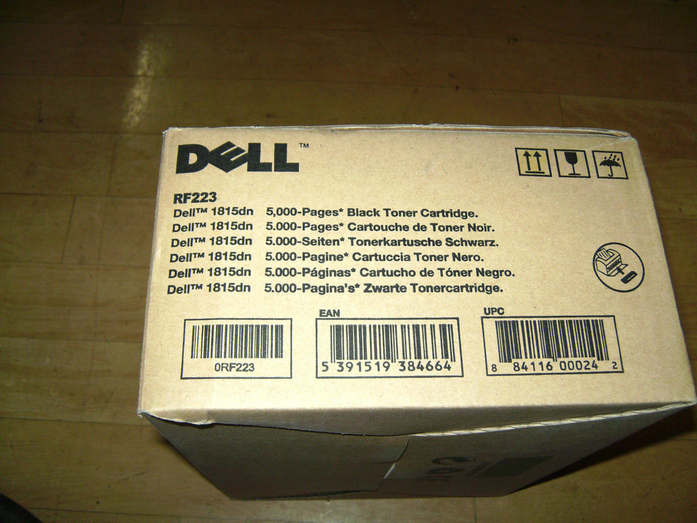 DELL™
RF223
Dell™ 1815dn 5,000-Pages* Black Toner Cartridge.
Dell™ 1815dn 5.000-Pages* Cartouche de Toner Noir.
Dell™ 1815dn 5.000-Seiten* Tonerkartusche Schwarz.
Dell™ 1815dn 5.000-Pagine* Cartuccia Toner Nero.
Dell™ 1815dn 5.000-Páginas* Cartucho de Tóner Negro.
Dell™ 1815dn 5.000-Pagina's* Zwarte Tonercartridge.
0RF223
EAN
5 391519 384664
UPC
8 84116 00024 2